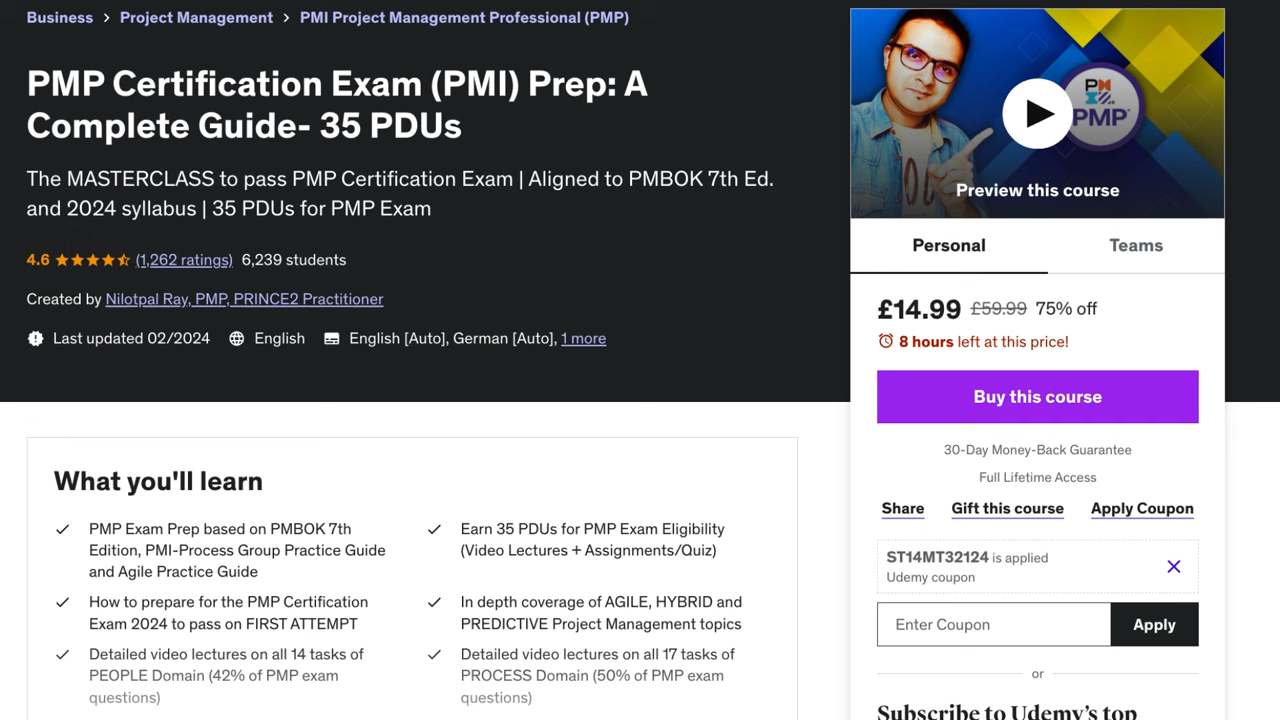 Business > Project Management > PMI Project Management Professional (PMP)
PMP Certification Exam (PMI) Prep: A
Complete Guide- 35 PDUs
The MASTERCLASS to pass PMP Certification Exam | Aligned to PMBOK 7th Ed.
and 2024 syllabus | 35 PDUs for PMP Exam
4.6 (1,262 ratings) 6,239 students
Created by Nilotpal Ray, PMP, PRINCE2 Practitioner
Last updated 02/2024 English English [Auto], German [Auto], 1 more
What you'll learn
PMP Exam Prep based on PMBOK 7th
Edition, PMI-Process Group Practice Guide
and Agile Practice Guide
Earn 35 PDUs for PMP Exam Eligibility
(Video Lectures + Assignments/Quiz)
How to prepare for the PMP Certification
Exam 2024 to pass on FIRST ATTEMPT
In depth coverage of AGILE, HYBRID and
PREDICTIVE Project Management topics
Detailed video lectures on all 14 tasks of
PEOPLE Domain (42% of PMP exam
questions)
Detailed video lectures on all 17 tasks of
PROCESS Domain (50% of PMP exam
questions)
PMP
Preview this course
Personal Teams
£14.99 £59.99 75% off
8 hours left at this price!
Buy this course
30-Day Money-Back Guarantee
Full Lifetime Access
Share Gift this course Apply Coupon
ST14MT32124 is applied
Udemy coupon
Enter Coupon Apply
or
Subscribe to Udemy's top